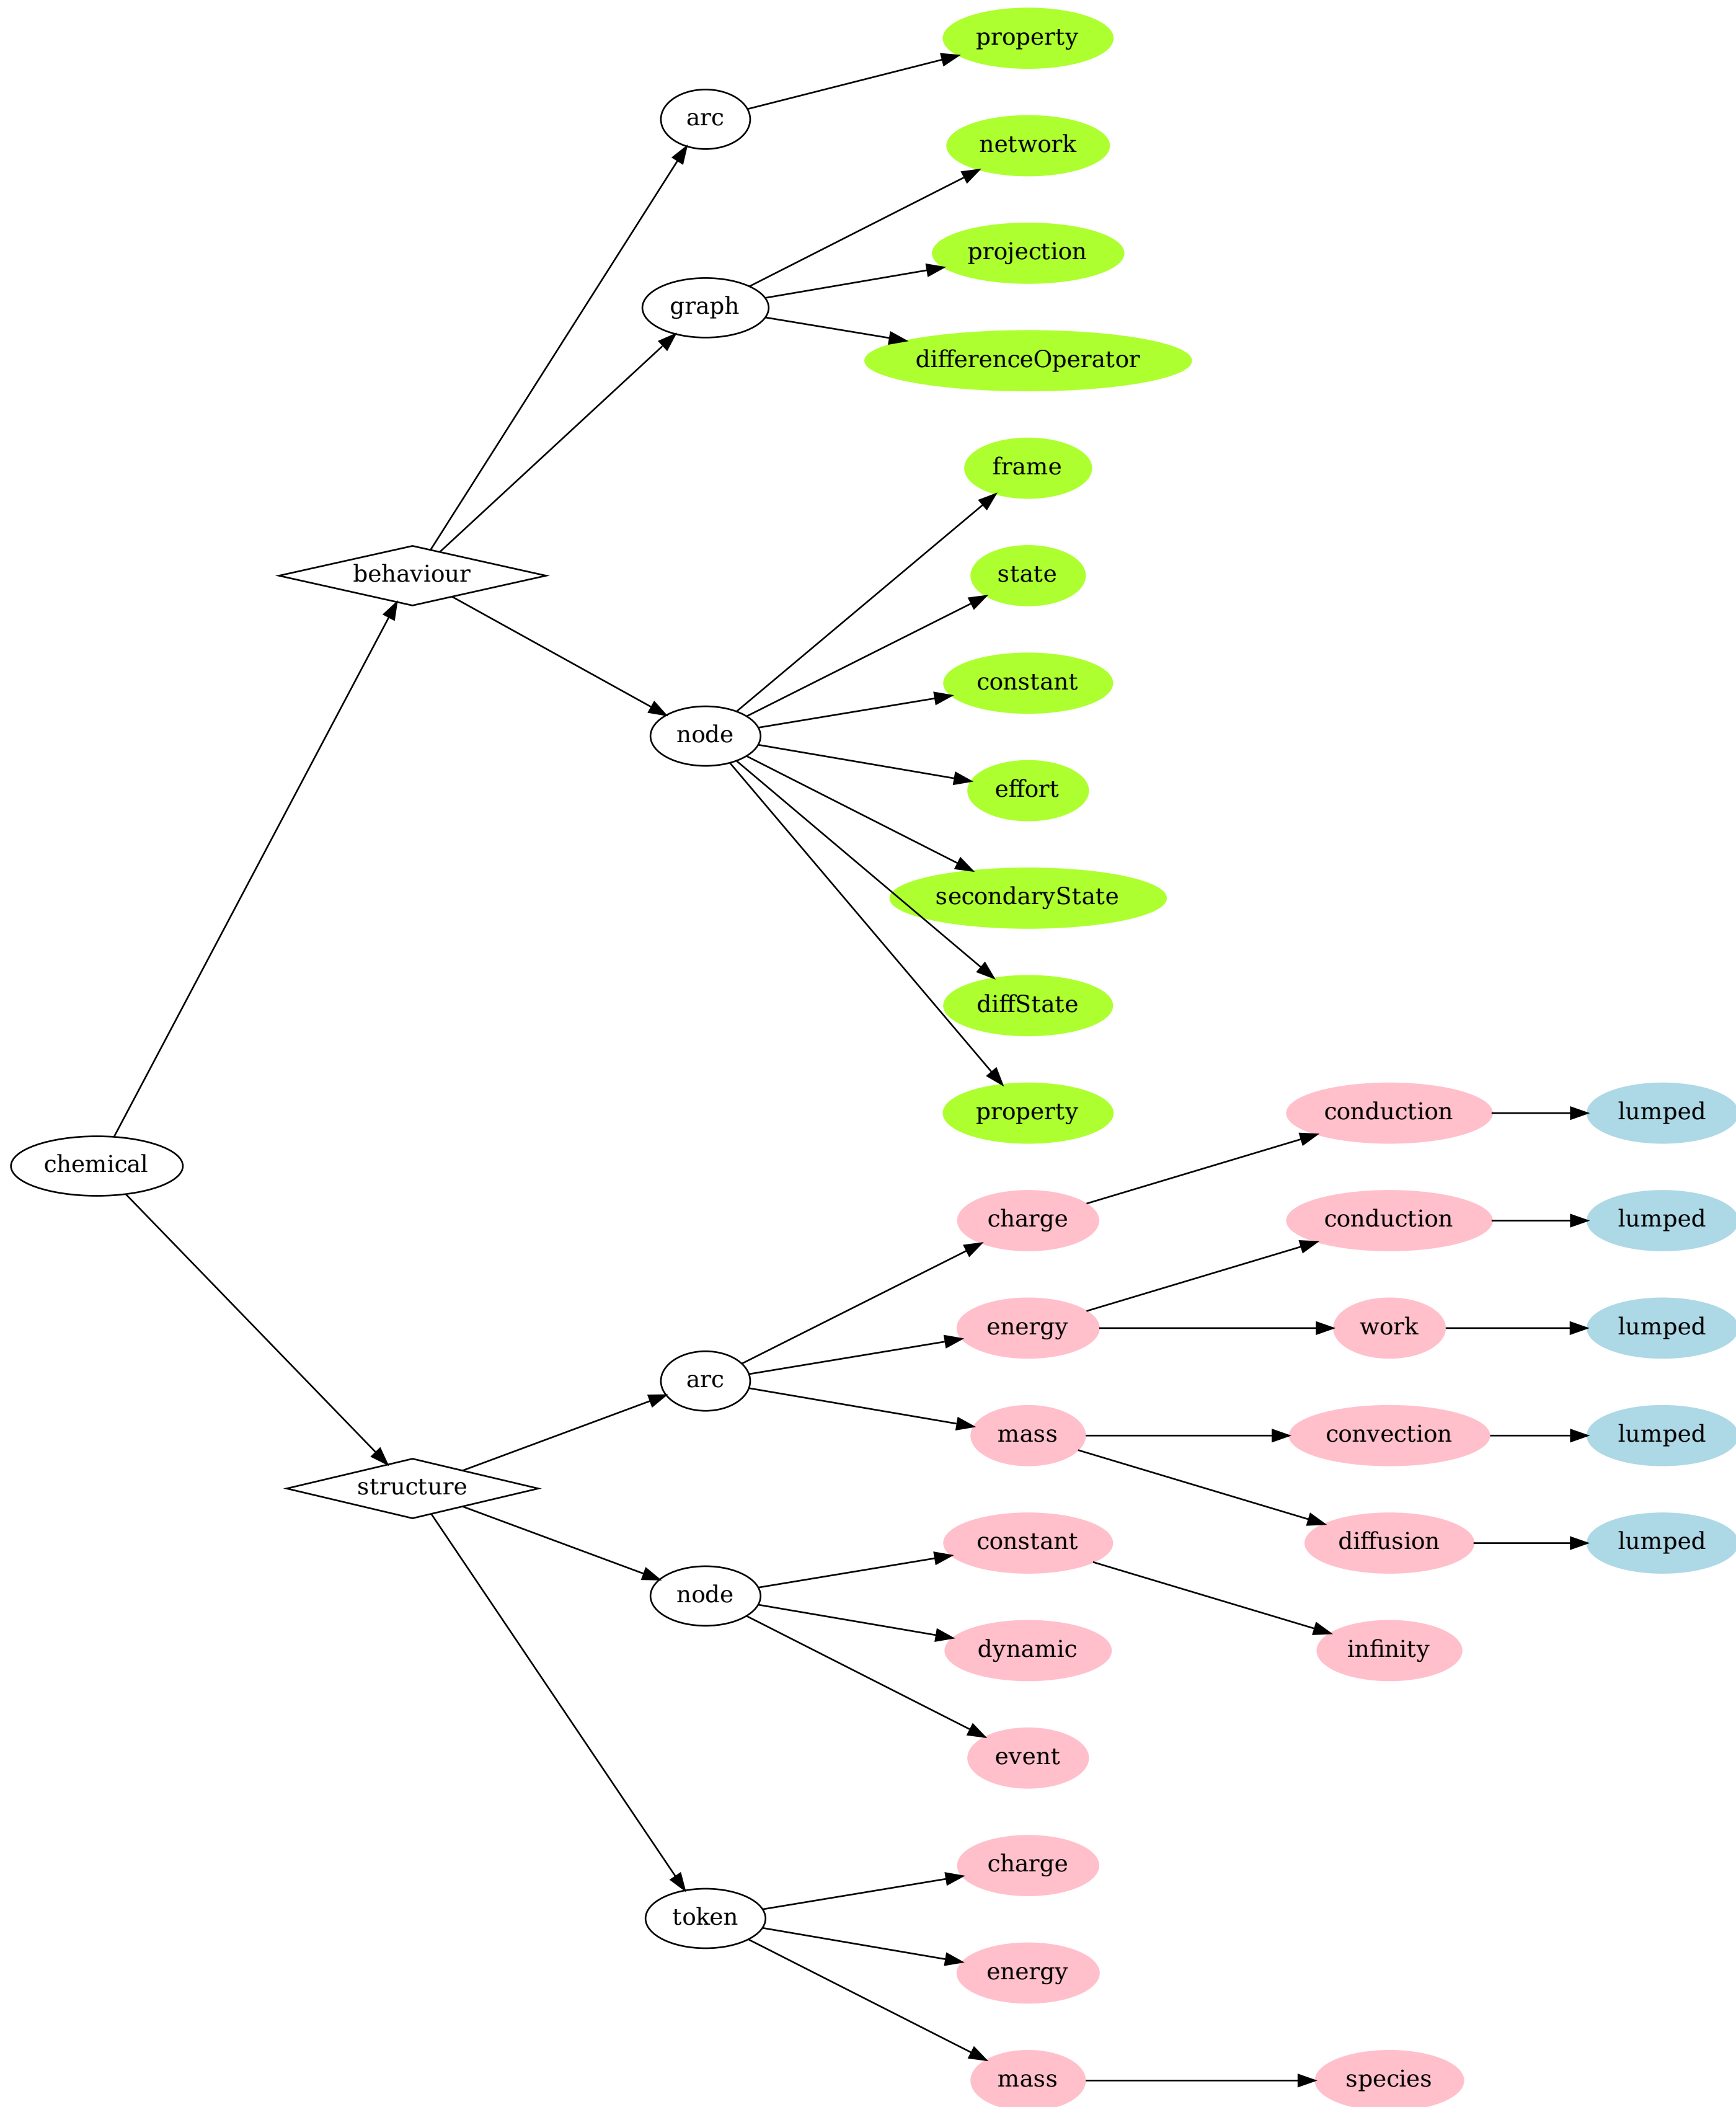 property
arc
network
projection
graph
differenceOperator
frame
behaviour
state
constant
node
effort
secondaryState
diffState
property
conduction
lumped
chemical
charge
conduction
lumped
energy
work
lumped
arc
mass
convection
lumped
structure
constant
diffusion
lumped
node
dynamic
infinity
event
charge
token
energy
mass
species